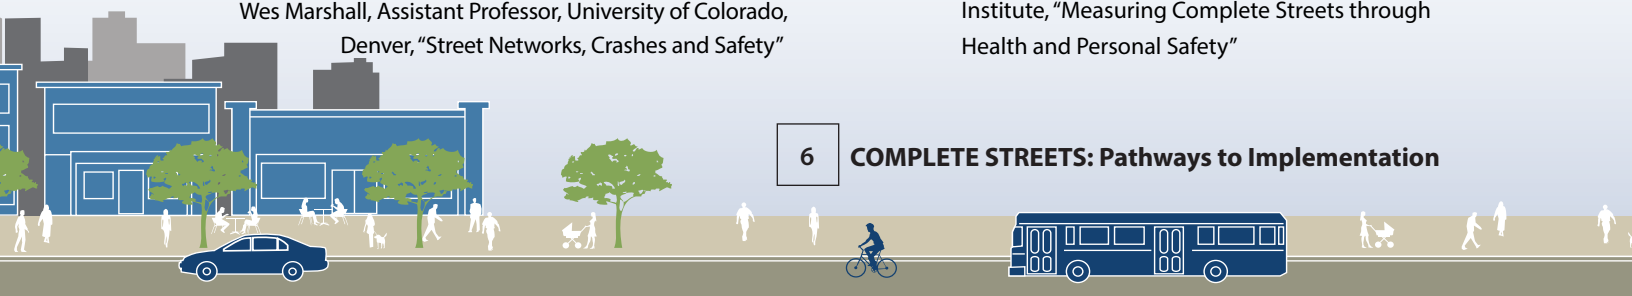 Wes Marshall, Assistant Professor, University of Colorado,
Denver, “Street Networks, Crashes and Safety”
Institute, “Measuring Complete Streets through
Health and Personal Safety”
6
COMPLETE STREETS: Pathways to Implementation